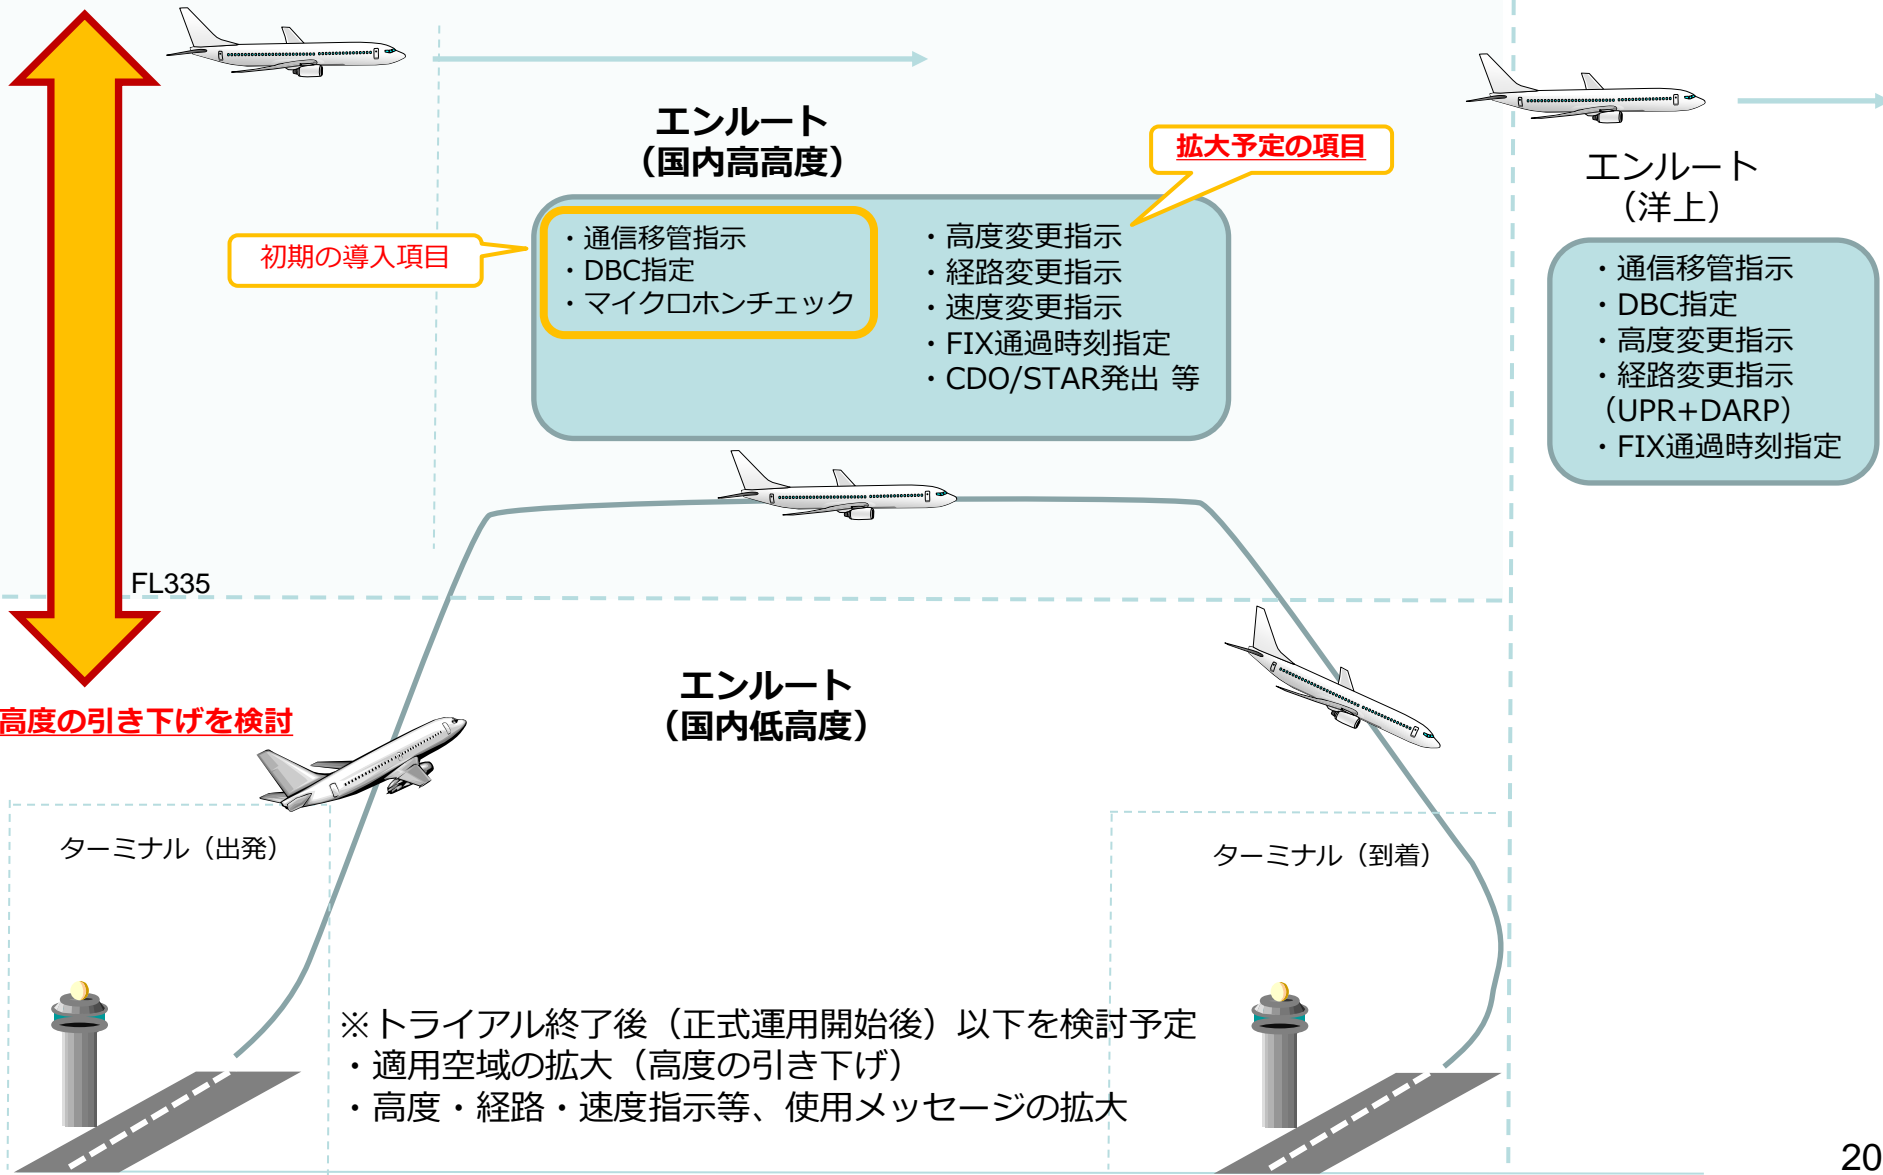 エンルート
（国内高高度）
拡大予定の項目
初期の導入項目
・通信移管指示
・DBC指定
・マイクロホンチェック
・高度変更指示
・経路変更指示
・速度変更指示
・FIX通過時刻指定
・CDO/STAR発出 等
エンルート
（洋上）
・通信移管指示
・DBC指定
・高度変更指示
・経路変更指示
（UPR+DARP）
・FIX通過時刻指定
FL335
高度の引き下げを検討
エンルート
（国内低高度）
ターミナル（出発）
ターミナル（到着）
※トライアル終了後（正式運用開始後）以下を検討予定
・適用空域の拡大（高度の引き下げ）
・高度・経路・速度指示等、使用メッセージの拡大
20